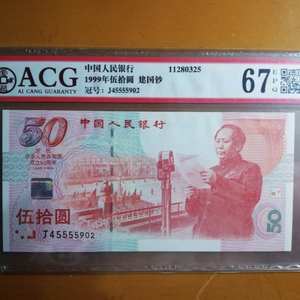 ACG
AI CANG GUARANTY
中国人民银行 11280325
1999年伍拾圆 建国钞
冠号: J45555902
67 EPQ
50
中国人民银行
伍拾圆
J45555902
50